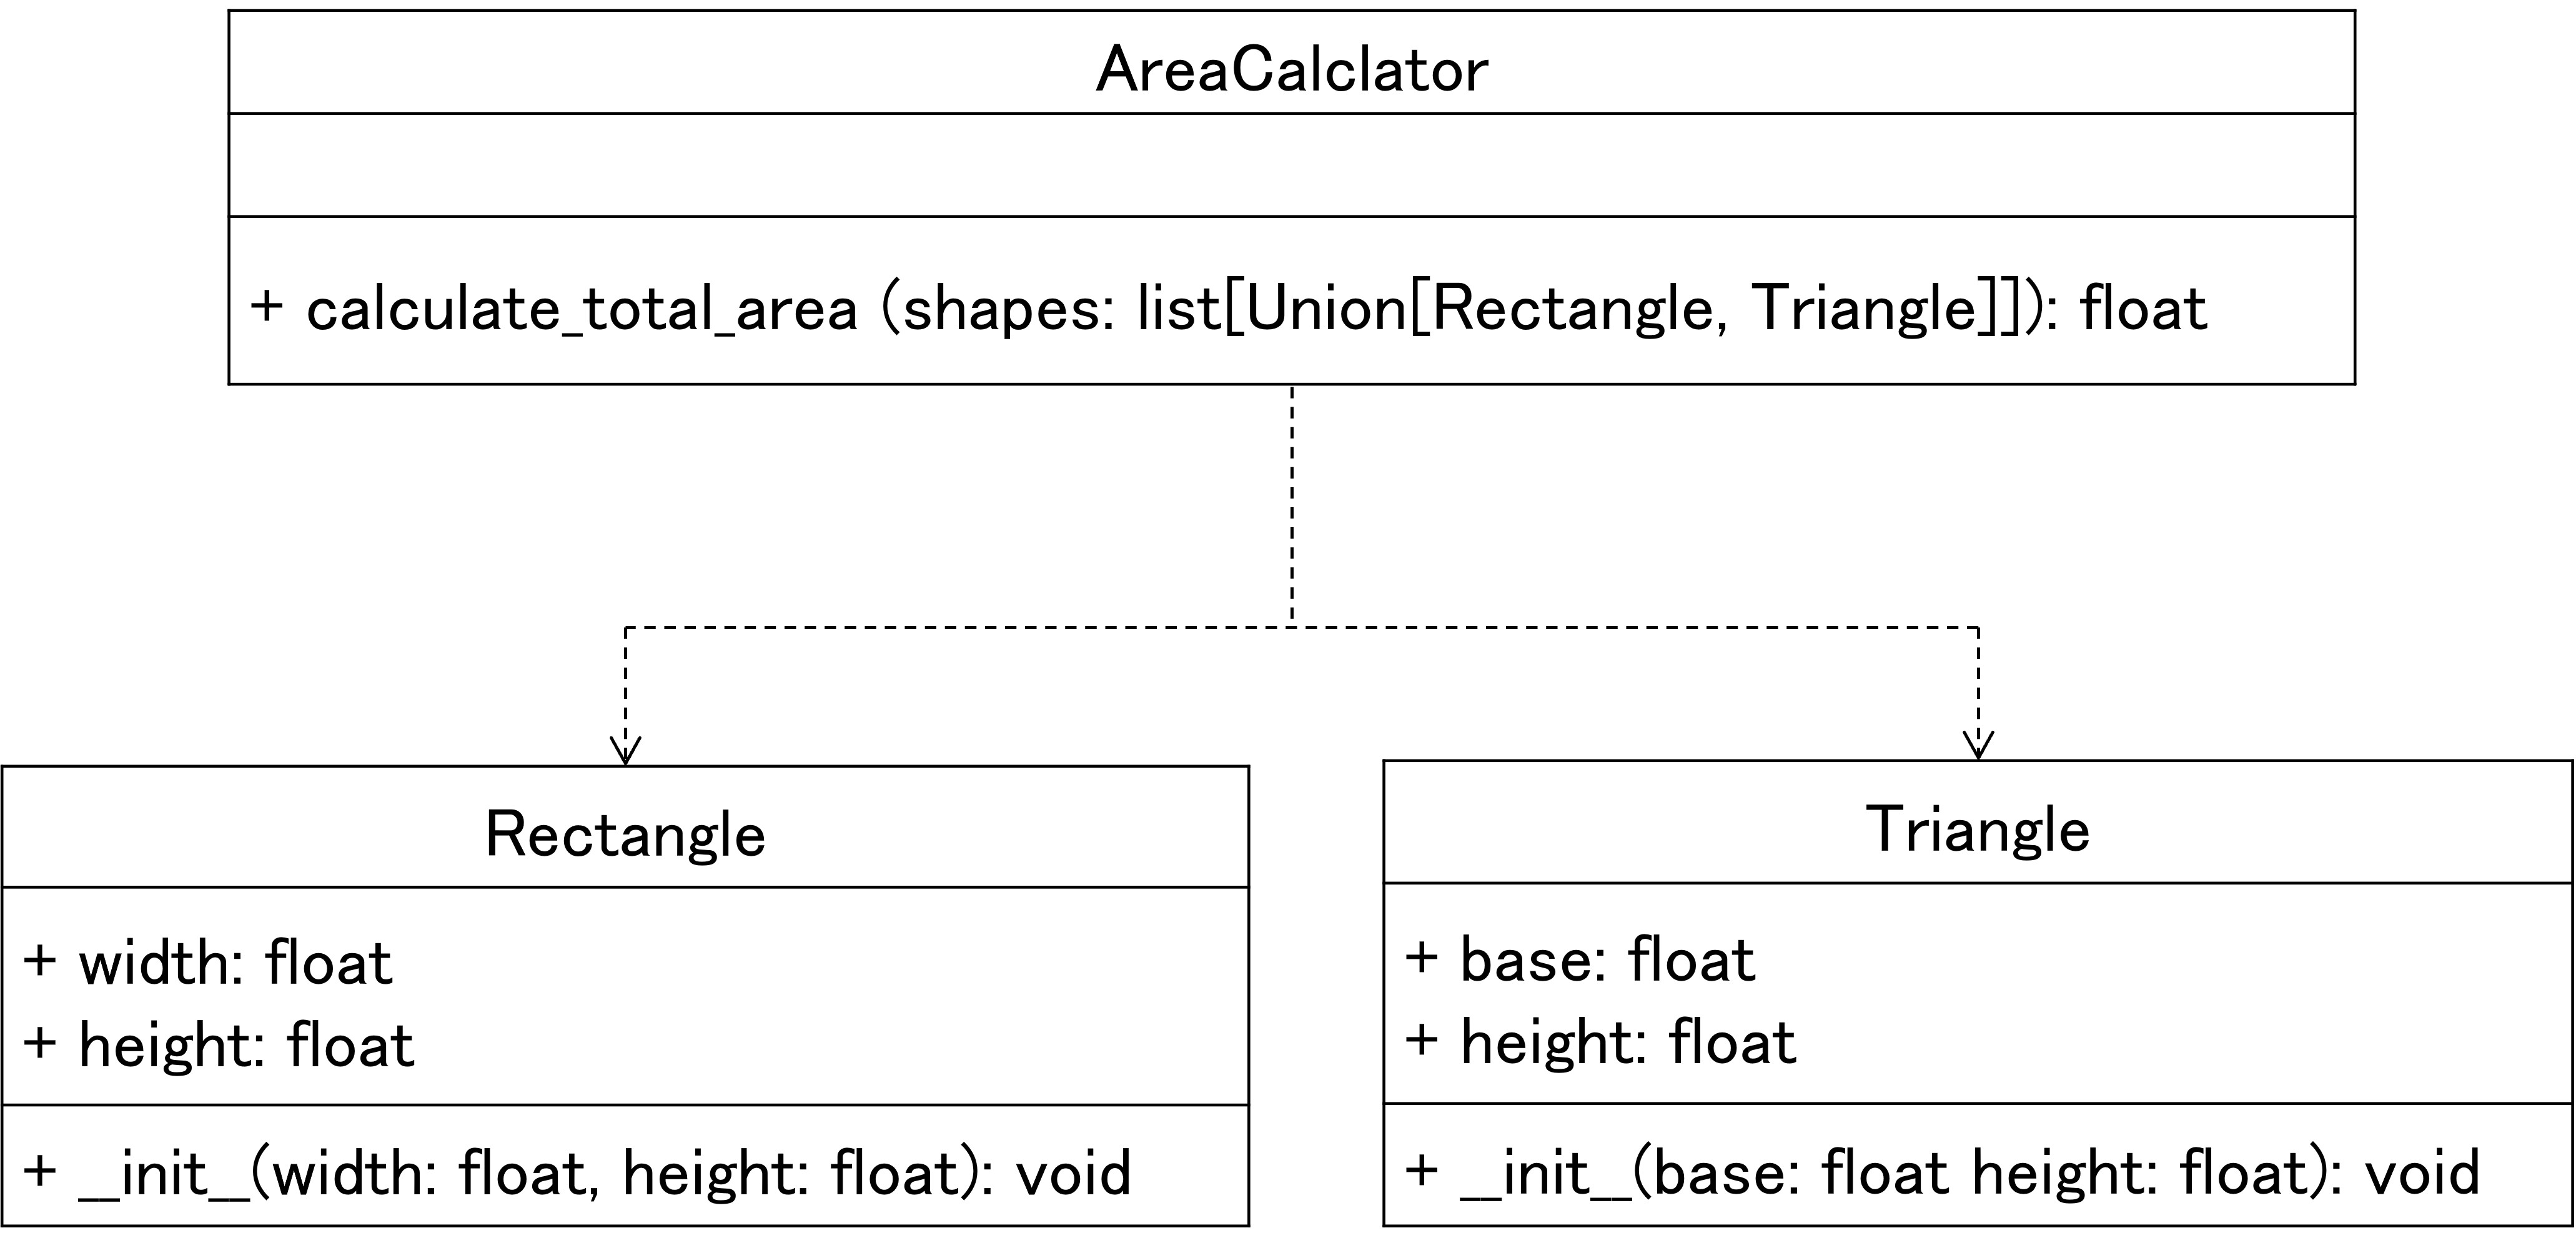 AreaCalclator
+ calculate_total_area (shapes: list[Union[Rectangle, Triangle]]): float
Rectangle
+ width: float
+ height: float
+ __init__(width: float, height: float): void
Triangle
+ base: float
+ height: float
+ __init__(base: float height: float): void